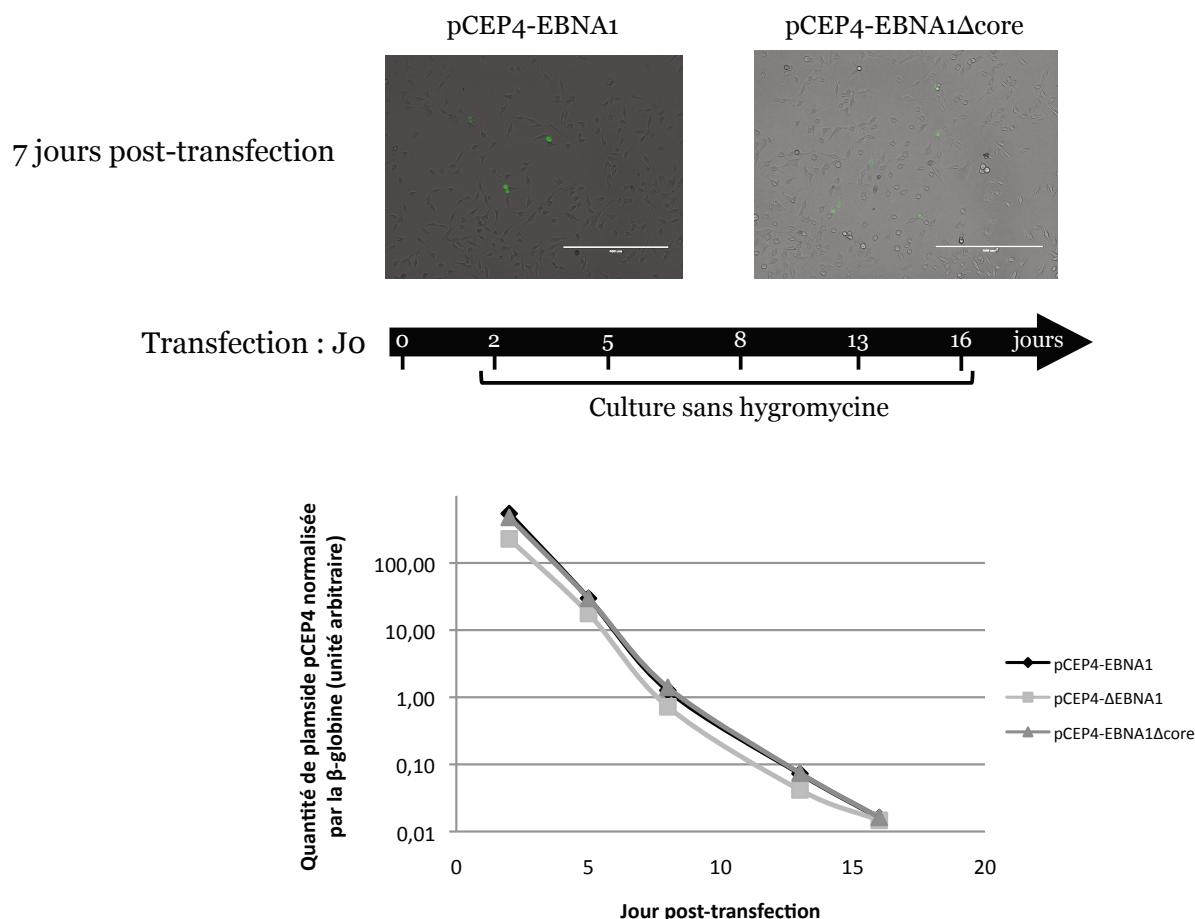 pCEP4-EBNA1
pCEP4-EBNA1Δcore
7 jours post-transfection
Transfection : J0
0 2 5 8 13 16 jours
Culture sans hygromycine
Quantité de plamside pCEP4 normalisée
par la β-globine (unité arbitraire)
100,00
10,00
1,00
0,10
0,01
0 5 10 15 20
Jour post-transfection
pCEP4-EBNA1
pCEP4-ΔEBNA1
pCEP4-EBNA1Δcore